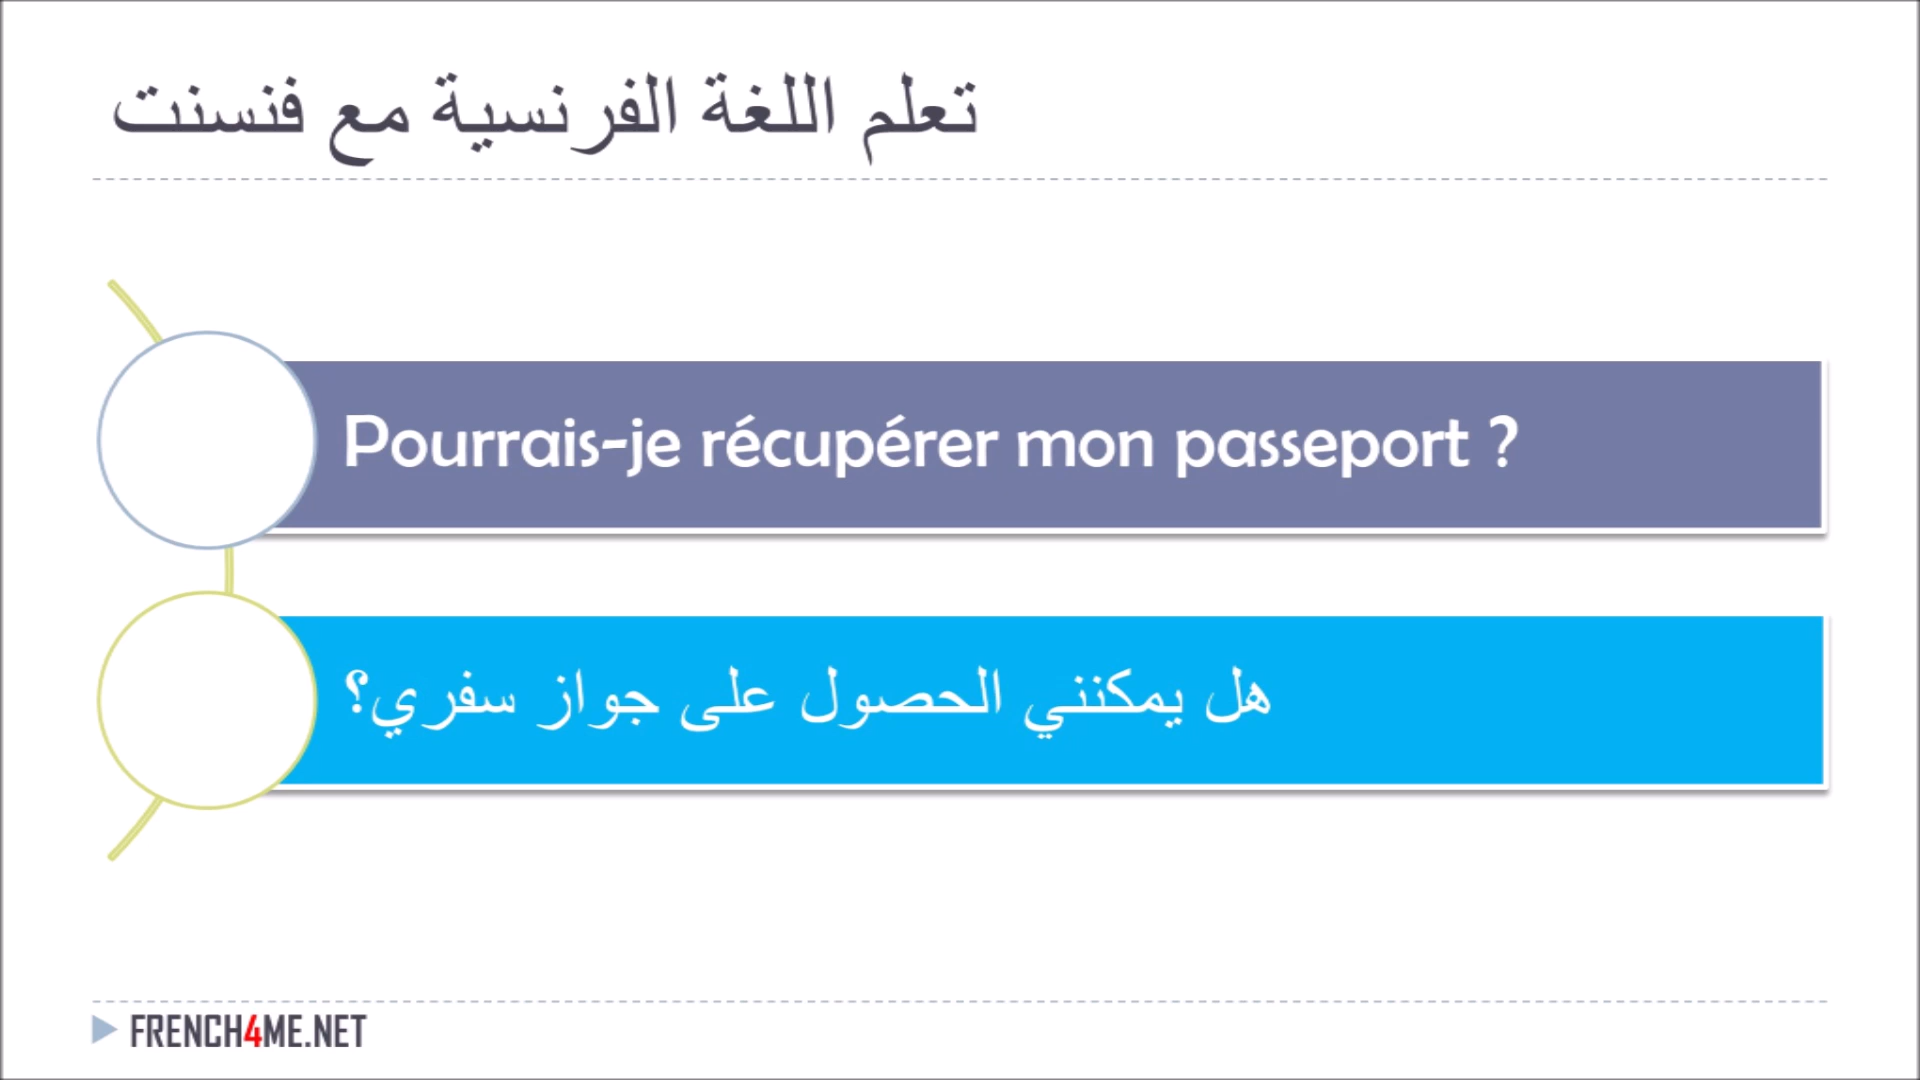 تعلم اللغة الفرنسية مع فنسنت
Pourrais-je récupérer mon passeport ?
هل يمكنني الحصول على جواز سفري؟
FRENCH4ME.NET